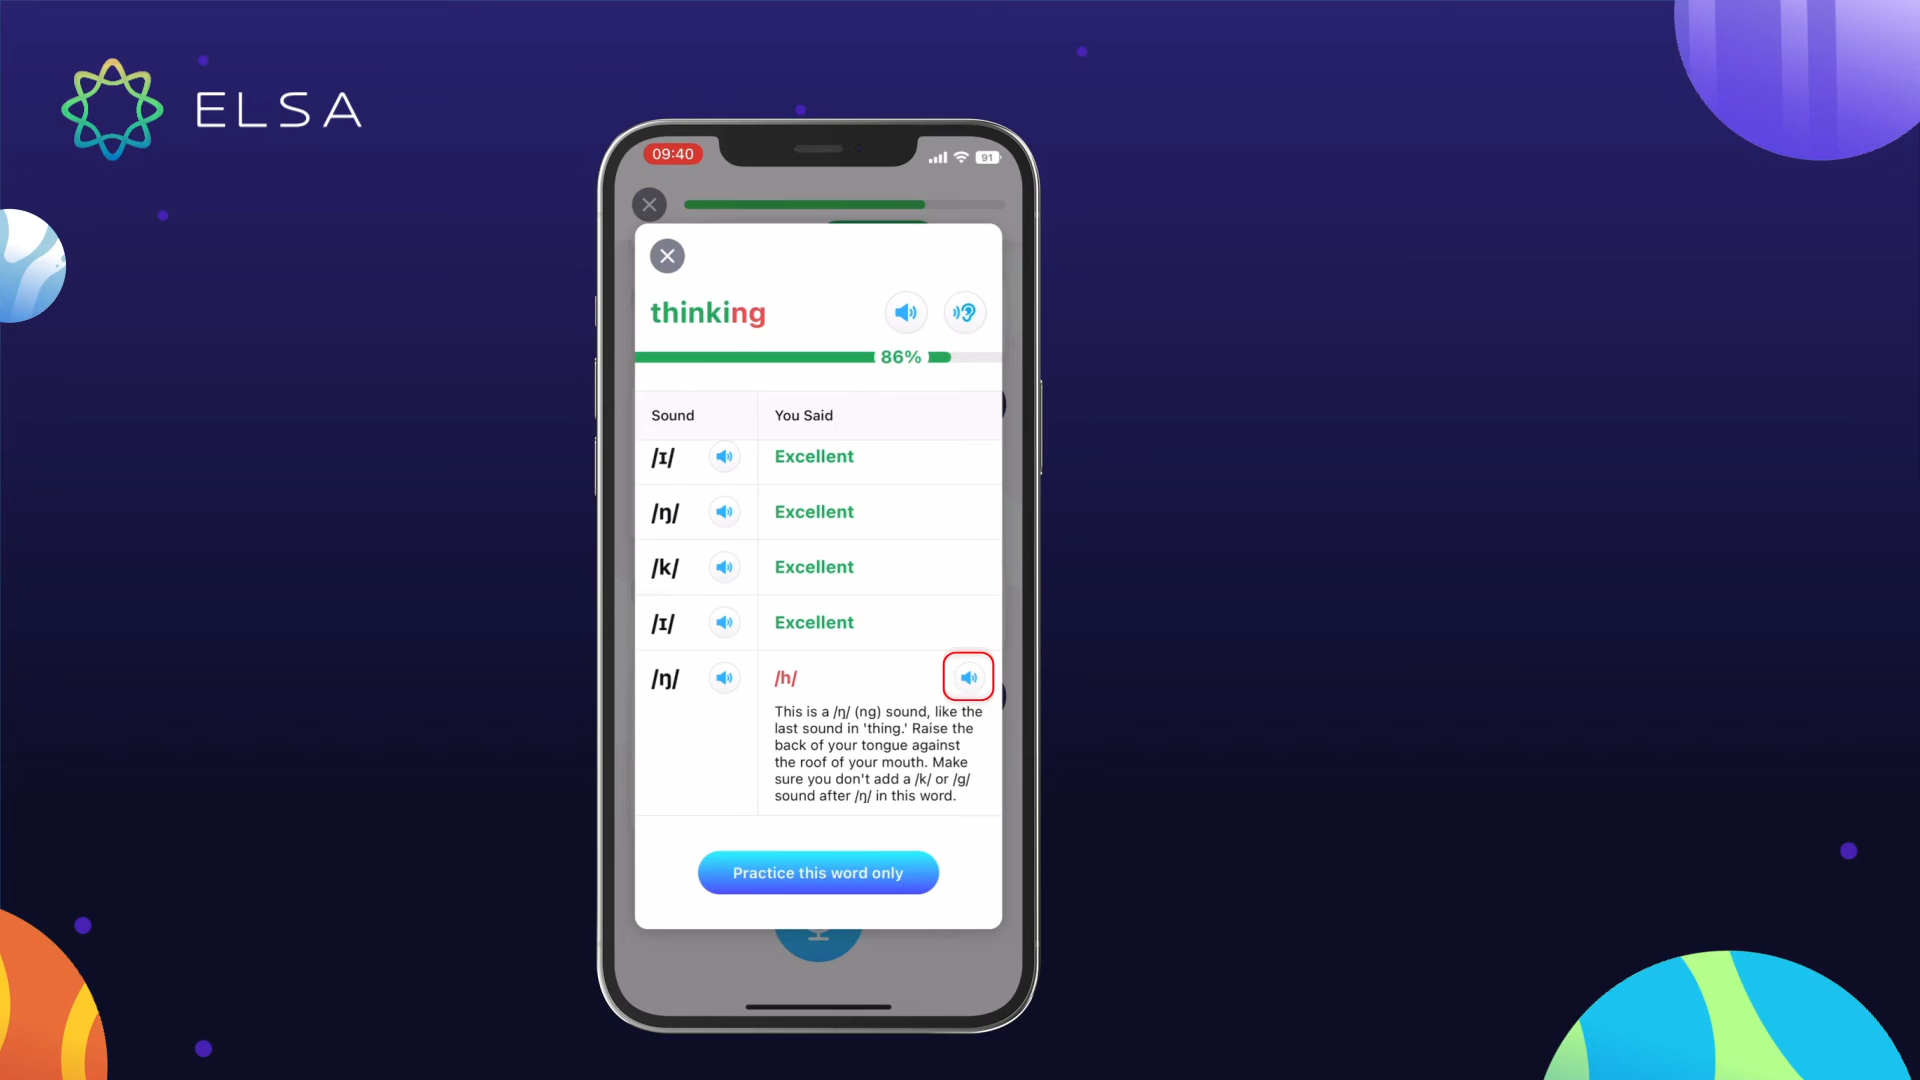 ELSA
09:40
91
thinking
86%
Sound You Said
/ɪ/ Excellent
/ŋ/ Excellent
/k/ Excellent
/ɪ/ Excellent
/ŋ/ /h/
This is a /ŋ/ (ng) sound, like the
last sound in 'thing.' Raise the
back of your tongue against
the roof of your mouth. Make
sure you don't add a /k/ or /g/
sound after /ŋ/ in this word.
Practice this word only